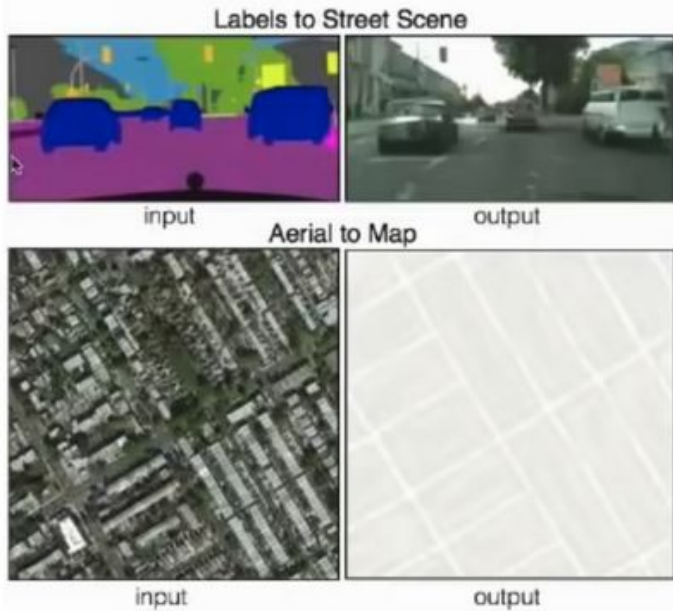 Labels to Street Scene
input
output
Aerial to Map
input
output